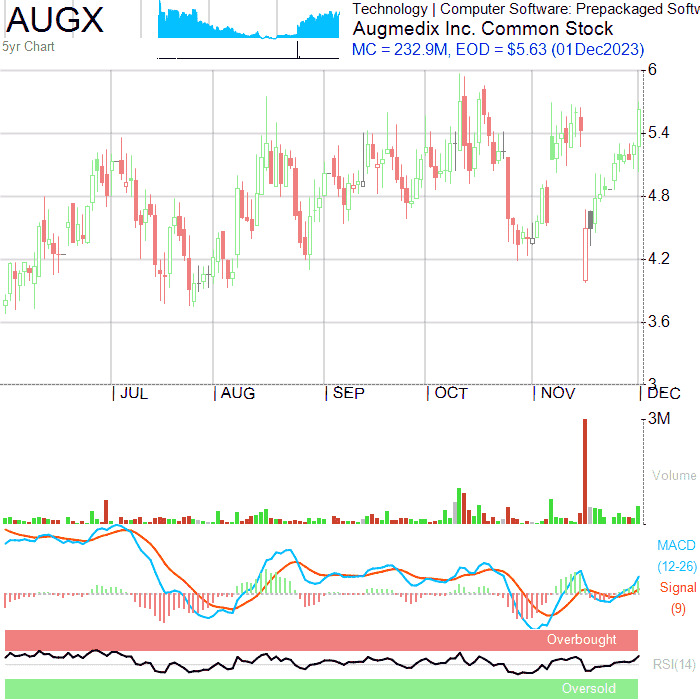 AUGX
5yr Chart
Technology | Computer Software: Prepackaged Softw
Augmedix Inc. Common Stock
MC = 232.9M, EOD = $5.63 (01Dec2023)
6
5.4
4.8
4.2
3.6
3
JUL AUG SEP OCT NOV DEC
3M
Volume
MACD
(12-26)
Signal
(9)
Overbought
RSI(14)
Oversold